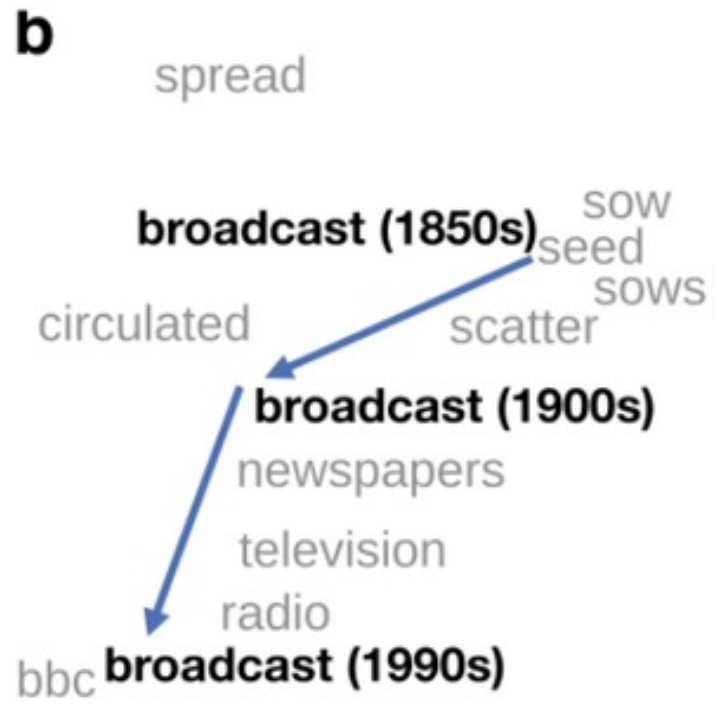 b
spread
sow
broadcast (1850s)
seed
sows
circulated
scatter
broadcast (1900s)
newspapers
television
radio
bbc
broadcast (1990s)